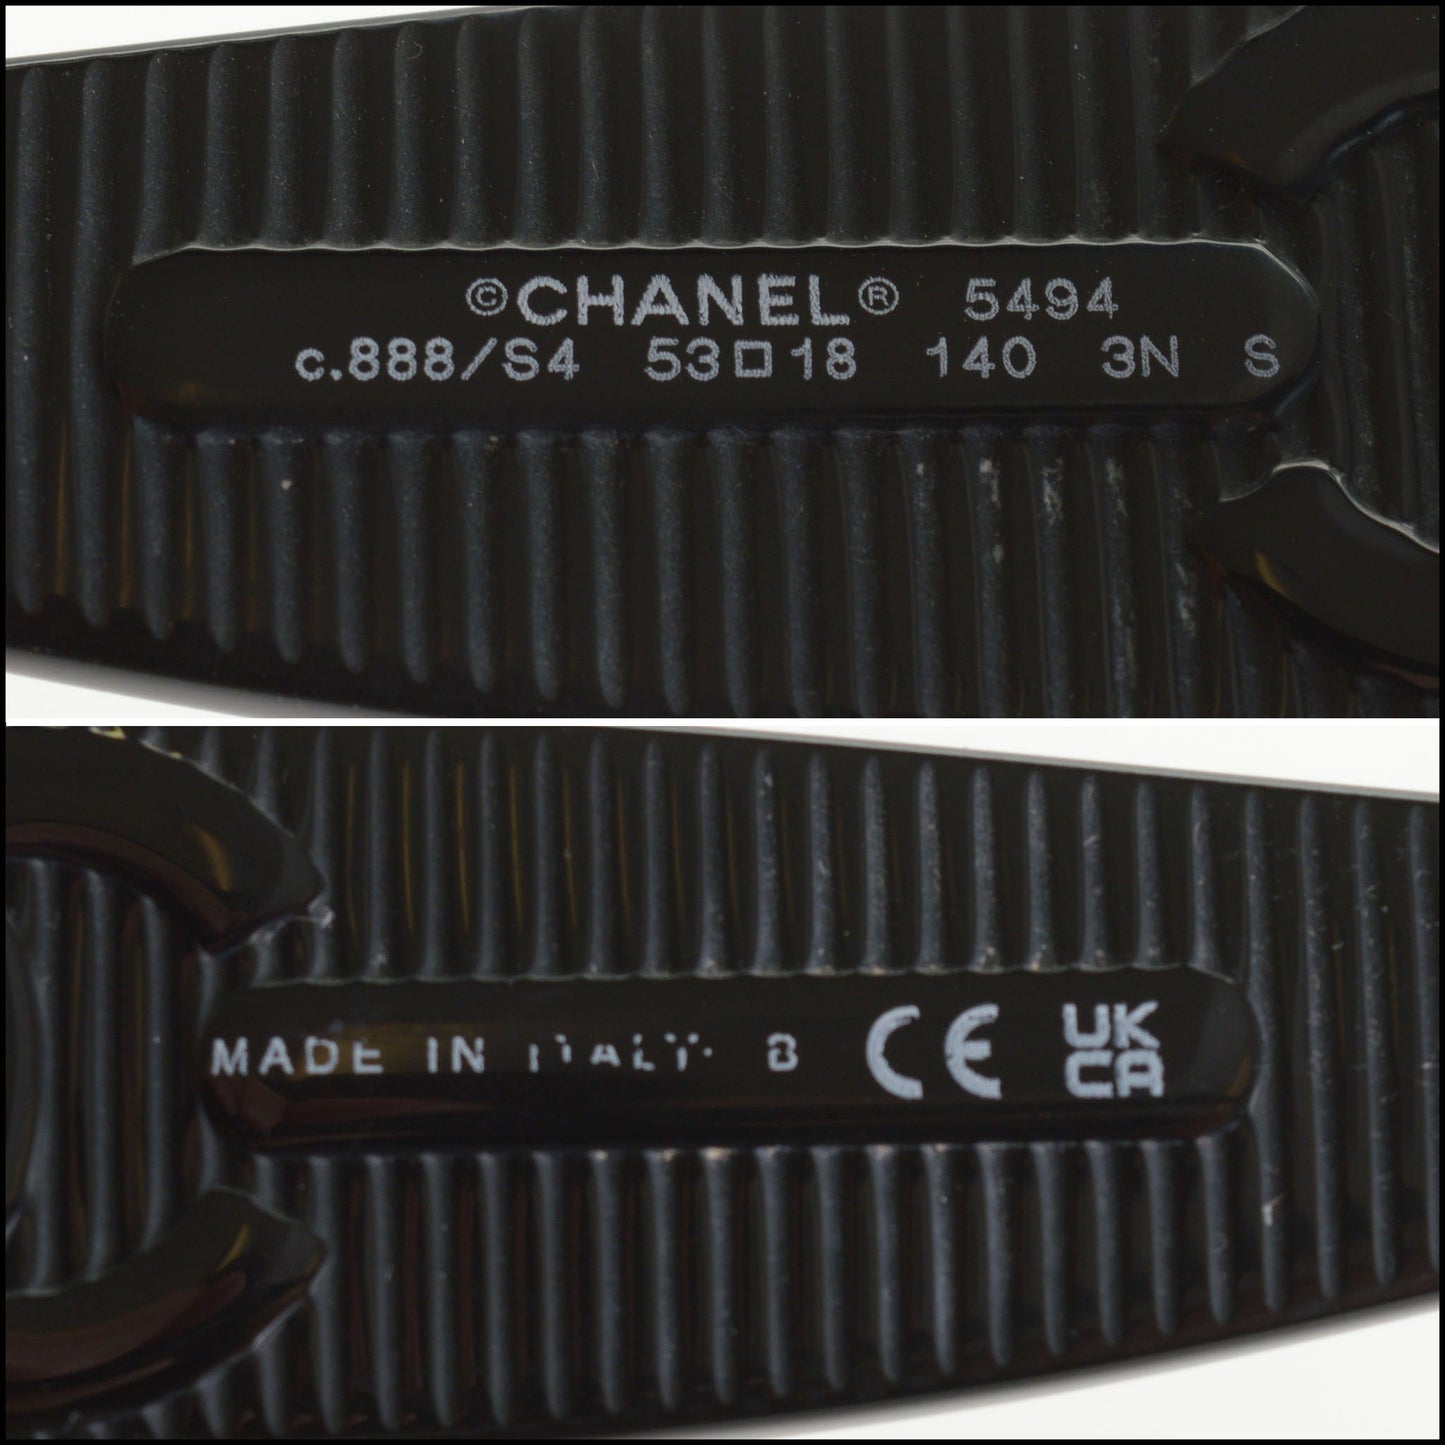 ©CHANEL® 5494
c.888/S4 53□18 140 3N S
MADE IN ITALY B CE UK
CA